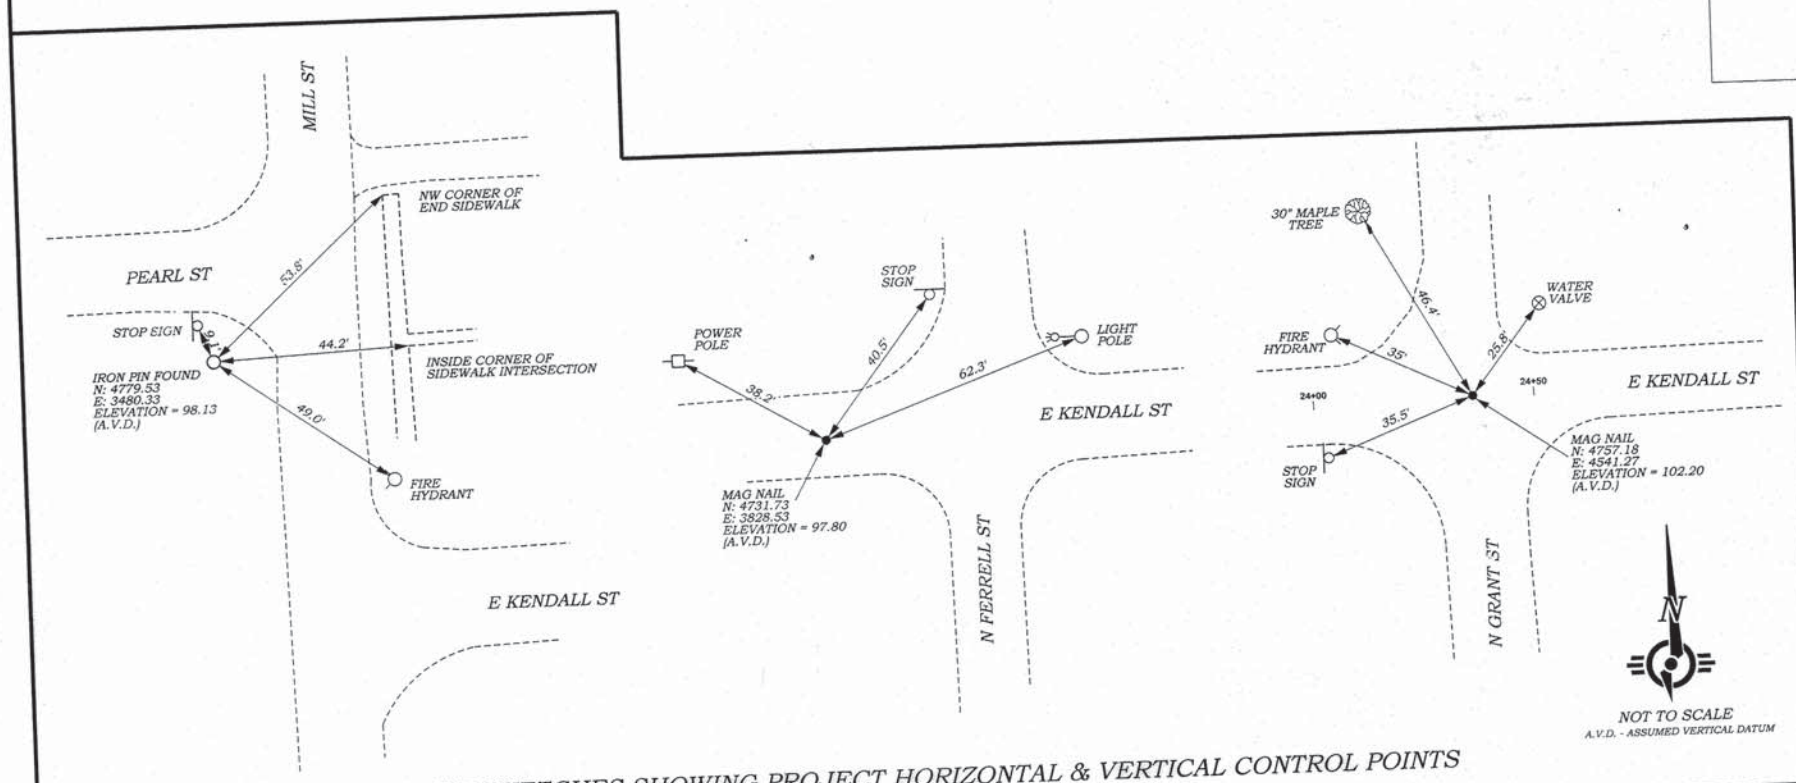 MILL ST
NW CORNER OF
END SIDEWALK
PEARL ST
53.8'
STOP SIGN
9.1'
44.2'
INSIDE CORNER OF
SIDEWALK INTERSECTION
IRON PIN FOUND
N: 4779.53
E: 3480.33
ELEVATION = 98.13
(A.V.D.)
49.0'
FIRE
HYDRANT
E KENDALL ST
STOP
SIGN
POWER
POLE
40.5'
LIGHT
POLE
38.2'
62.3'
E KENDALL ST
MAG NAIL
N: 4731.73
E: 3828.53
ELEVATION = 97.80
(A.V.D.)
N FERRELL ST
30" MAPLE
TREE
46.4'
WATER
VALVE
FIRE
HYDRANT
35'
25.8'
24+00
24+50
E KENDALL ST
35.5'
STOP
SIGN
MAG NAIL
N: 4757.18
E: 4541.27
ELEVATION = 102.20
(A.V.D.)
N GRANT ST
N
NOT TO SCALE
A.V.D. - ASSUMED VERTICAL DATUM
SHOWING PROJECT HORIZONTAL & VERTICAL CONTROL POINTS